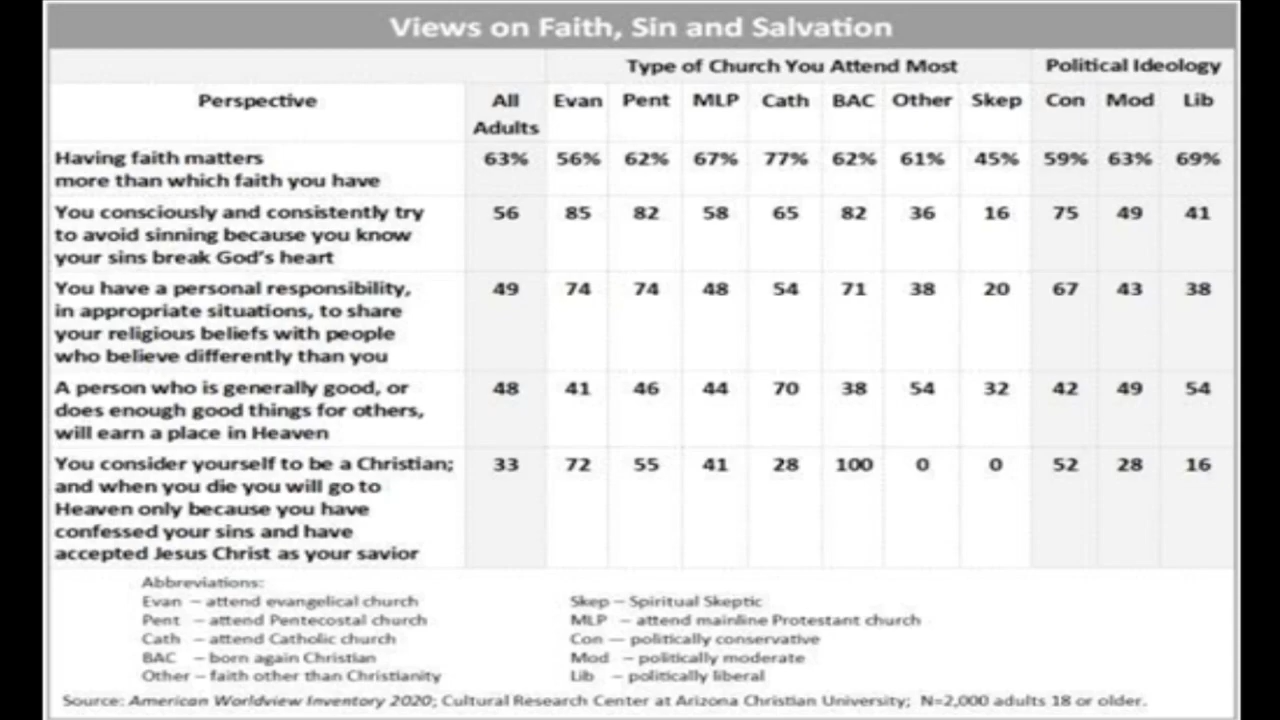 Views on Faith, Sin and Salvation
Type of Church You Attend Most Political Ideology
Perspective All Evan Pent MLP Cath BAC Other Skep Con Mod Lib
Adults
Having faith matters 63% 56% 62% 67% 77% 62% 61% 45% 59% 63% 69%
more than which faith you have
You consciously and consistently try 56 85 82 58 65 82 36 16 75 49 41
to avoid sinning because you know
your sins break God's heart
You have a personal responsibility, 49 74 74 48 54 71 38 20 67 43 38
in appropriate situations, to share
your religious beliefs with people
who believe differently than you
A person who is generally good, or 48 41 46 44 70 38 54 32 42 49 54
does enough good things for others,
will earn a place in Heaven
You consider yourself to be a Christian; 33 72 55 41 28 100 0 0 52 28 16
and when you die you will go to
Heaven only because you have
confessed your sins and have
accepted Jesus Christ as your savior
Abbreviations:
Evan – attend evangelical church Skep – Spiritual Skeptic
Pent – attend Pentecostal church MLP – attend mainline Protestant church
Cath – attend Catholic church Con — politically conservative
BAC – born again Christian Mod – politically moderate
Other – faith other than Christianity Lib – politically liberal
Source: American Worldview Inventory 2020; Cultural Research Center at Arizona Christian University; N=2,000 adults 18 or older.